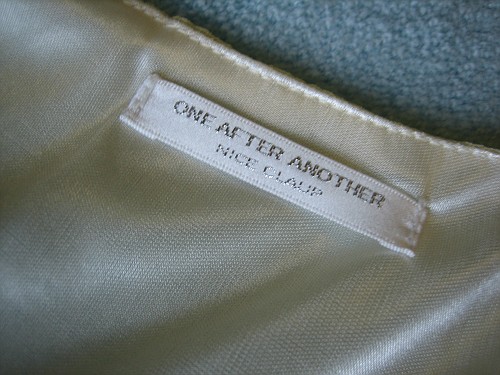 ONE AFTER ANOTHER
NICE CLAUP